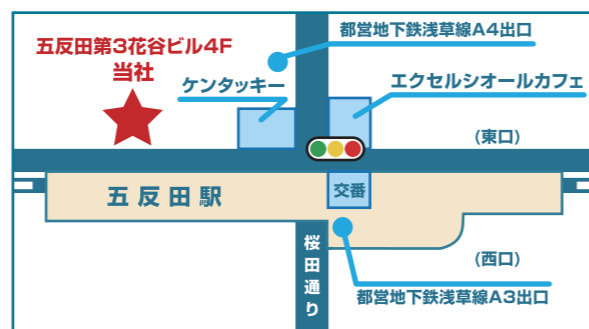 都営地下鉄浅草線A4出口
五反田第3花谷ビル4F
当社
ケンタッキー
エクセルシオールカフェ
(東口)
五反田駅
交番
桜田通り
(西口)
都営地下鉄浅草線A3出口